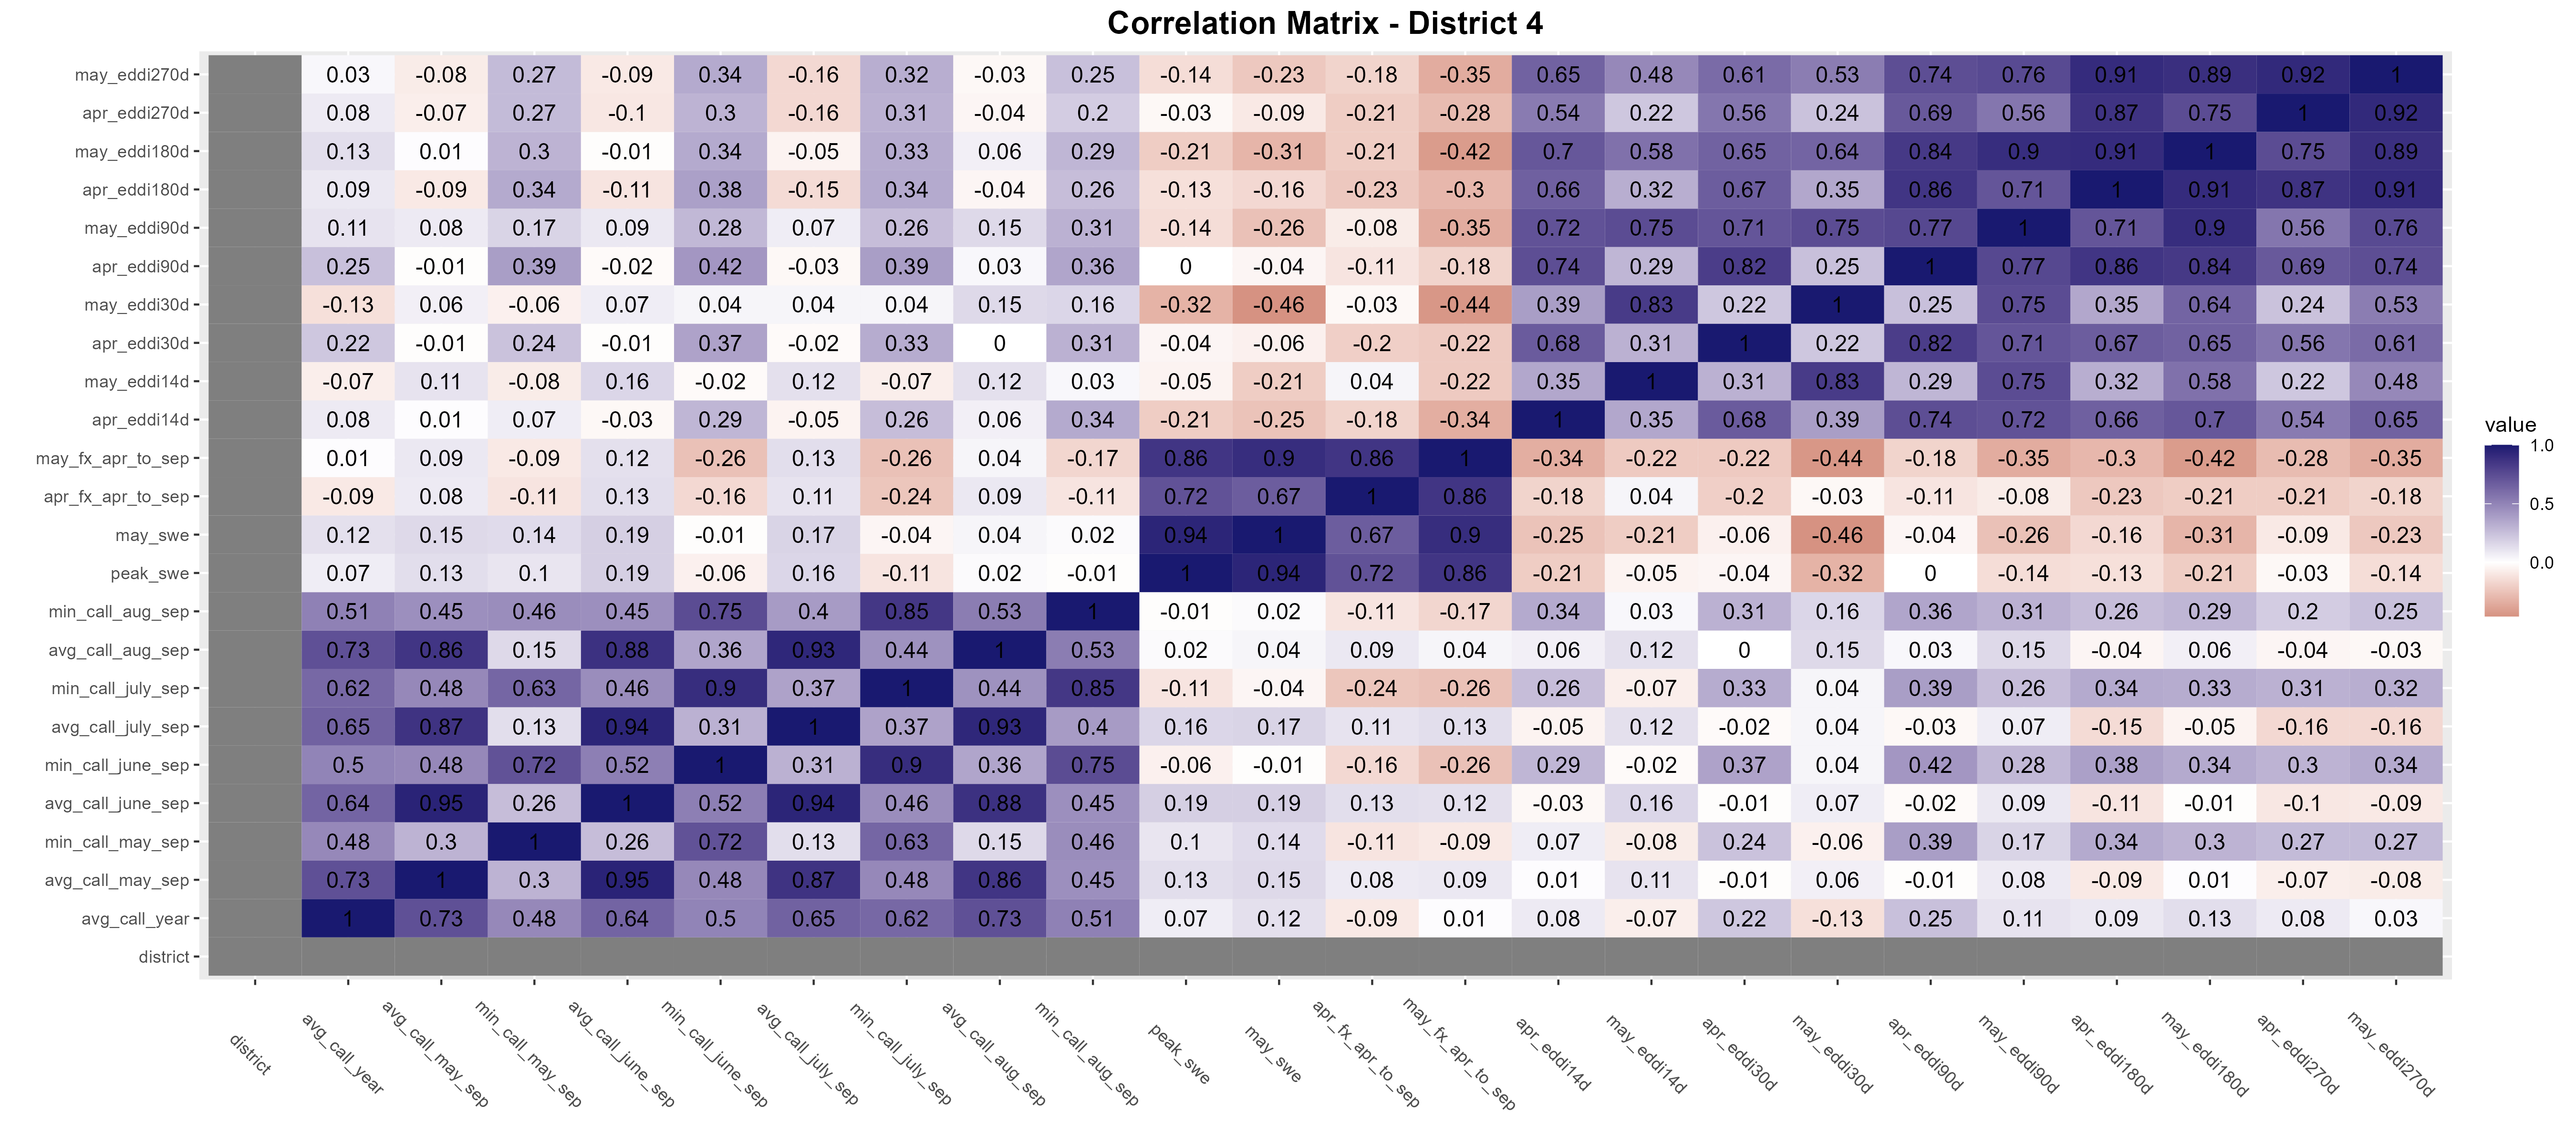 Correlation Matrix - District 4
may_eddi270d 0.03 -0.08 0.27 -0.09 0.34 -0.16 0.32 -0.03 0.25 -0.14 -0.23 -0.18 -0.35 0.65 0.48 0.61 0.53 0.74 0.76 0.91 0.89 0.92 1
apr_eddi270d 0.08 -0.07 0.27 -0.1 0.3 -0.16 0.31 -0.04 0.2 -0.03 -0.09 -0.21 -0.28 0.54 0.22 0.56 0.24 0.69 0.56 0.87 0.75 1 0.92
may_eddi180d 0.13 0.01 0.3 -0.01 0.34 -0.05 0.33 0.06 0.29 -0.21 -0.31 -0.21 -0.42 0.7 0.58 0.65 0.64 0.84 0.9 0.91 1 0.75 0.89
apr_eddi180d 0.09 -0.09 0.34 -0.11 0.38 -0.15 0.34 -0.04 0.26 -0.13 -0.16 -0.23 -0.3 0.66 0.32 0.67 0.35 0.86 0.71 1 0.91 0.87 0.91
may_eddi90d 0.11 0.08 0.17 0.09 0.28 0.07 0.26 0.15 0.31 -0.14 -0.26 -0.08 -0.35 0.72 0.75 0.71 0.75 0.77 1 0.71 0.9 0.56 0.76
apr_eddi90d 0.25 -0.01 0.39 -0.02 0.42 -0.03 0.39 0.03 0.36 0 -0.04 -0.11 -0.18 0.74 0.29 0.82 0.25 1 0.77 0.86 0.84 0.69 0.74
may_eddi30d -0.13 0.06 -0.06 0.07 0.04 0.04 0.04 0.15 0.16 -0.32 -0.46 -0.03 -0.44 0.39 0.83 0.22 1 0.25 0.75 0.35 0.64 0.24 0.53
apr_eddi30d 0.22 -0.01 0.24 -0.01 0.37 -0.02 0.33 0 0.31 -0.04 -0.06 -0.2 -0.22 0.68 0.31 1 0.22 0.82 0.71 0.67 0.65 0.56 0.61
may_eddi14d -0.07 0.11 -0.08 0.16 -0.02 0.12 -0.07 0.12 0.03 -0.05 -0.21 0.04 -0.22 0.35 1 0.31 0.83 0.29 0.75 0.32 0.58 0.22 0.48
apr_eddi14d 0.08 0.01 0.07 -0.03 0.29 -0.05 0.26 0.06 0.34 -0.21 -0.25 -0.18 -0.34 1 0.35 0.68 0.39 0.74 0.72 0.66 0.7 0.54 0.65
may_fx_apr_to_sep 0.01 0.09 -0.09 0.12 -0.26 0.13 -0.26 0.04 -0.17 0.86 0.9 0.86 1 -0.34 -0.22 -0.22 -0.44 -0.18 -0.35 -0.3 -0.42 -0.28 -0.35
apr_fx_apr_to_sep -0.09 0.08 -0.11 0.13 -0.16 0.11 -0.24 0.09 -0.11 0.72 0.67 1 0.86 -0.18 0.04 -0.2 -0.03 -0.11 -0.08 -0.23 -0.21 -0.21 -0.18
may_swe 0.12 0.15 0.14 0.19 -0.01 0.17 -0.04 0.04 0.02 0.94 1 0.67 0.9 -0.25 -0.21 -0.06 -0.46 -0.04 -0.26 -0.16 -0.31 -0.09 -0.23
peak_swe 0.07 0.13 0.1 0.19 -0.06 0.16 -0.11 0.02 -0.01 1 0.94 0.72 0.86 -0.21 -0.05 -0.04 -0.32 0 -0.14 -0.13 -0.21 -0.03 -0.14
min_call_aug_sep 0.51 0.45 0.46 0.45 0.75 0.4 0.85 0.53 1 -0.01 0.02 -0.11 -0.17 0.34 0.03 0.31 0.16 0.36 0.31 0.26 0.29 0.2 0.25
avg_call_aug_sep 0.73 0.86 0.15 0.88 0.36 0.93 0.44 1 0.53 0.02 0.04 0.09 0.04 0.06 0.12 0 0.15 0.03 0.15 -0.04 0.06 -0.04 -0.03
min_call_july_sep 0.62 0.48 0.63 0.46 0.9 0.37 1 0.44 0.85 -0.11 -0.04 -0.24 -0.26 0.26 -0.07 0.33 0.04 0.39 0.26 0.34 0.33 0.31 0.32
avg_call_july_sep 0.65 0.87 0.13 0.94 0.31 1 0.37 0.93 0.4 0.16 0.17 0.11 0.13 -0.05 0.12 -0.02 0.04 -0.03 0.07 -0.15 -0.05 -0.16 -0.16
min_call_june_sep 0.5 0.48 0.72 0.52 1 0.31 0.9 0.36 0.75 -0.06 -0.01 -0.16 -0.26 0.29 -0.02 0.37 0.04 0.42 0.28 0.38 0.34 0.3 0.34
avg_call_june_sep 0.64 0.95 0.26 1 0.52 0.94 0.46 0.88 0.45 0.19 0.19 0.13 0.12 -0.03 0.16 -0.01 0.07 -0.02 0.09 -0.11 -0.01 -0.1 -0.09
min_call_may_sep 0.48 0.3 1 0.26 0.72 0.13 0.63 0.15 0.46 0.1 0.14 -0.11 -0.09 0.07 -0.08 0.24 -0.06 0.39 0.17 0.34 0.3 0.27 0.27
avg_call_may_sep 0.73 1 0.3 0.95 0.48 0.87 0.48 0.86 0.45 0.13 0.15 0.08 0.09 0.01 0.11 -0.01 0.06 -0.01 0.08 -0.09 0.01 -0.07 -0.08
avg_call_year 1 0.73 0.48 0.64 0.5 0.65 0.62 0.73 0.51 0.07 0.12 -0.09 0.01 0.08 -0.07 0.22 -0.13 0.25 0.11 0.09 0.13 0.08 0.03
district
district avg_call_year avg_call_may_sep min_call_may_sep avg_call_june_sep min_call_june_sep avg_call_july_sep min_call_july_sep avg_call_aug_sep min_call_aug_sep peak_swe may_swe apr_fx_apr_to_sep may_fx_apr_to_sep apr_eddi14d may_eddi14d apr_eddi30d may_eddi30d apr_eddi90d may_eddi90d apr_eddi180d may_eddi180d apr_eddi270d may_eddi270d
value
1.0
0.5
0.0